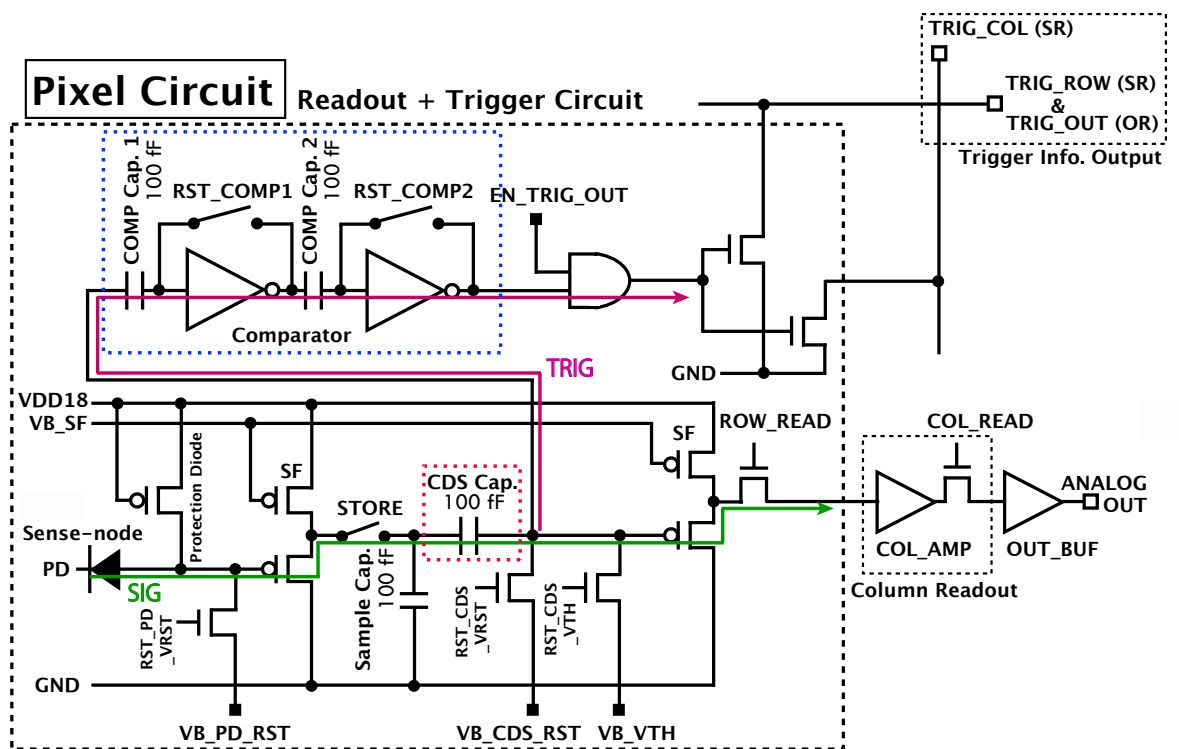 TRIG_COL (SR)
Pixel Circuit
Readout + Trigger Circuit
TRIG_ROW (SR)
&
TRIG_OUT (OR)
Trigger Info. Output
COMP Cap. 1
100 fF
RST_COMP1
COMP Cap. 2
100 fF
RST_COMP2
EN_TRIG_OUT
Comparator
TRIG
GND
VDD18
VB_SF
Protection Diode
SF
STORE
CDS Cap.
100 fF
SF
ROW_READ
COL_READ
ANALOG
OUT
COL_AMP
OUT_BUF
Column Readout
Sense-node
PD
SIG
RST_PD
_VRST
Sample Cap.
100 fF
RST_CDS
_VRST
RST_CDS
_VTH
GND
VB_PD_RST
VB_CDS_RST
VB_VTH